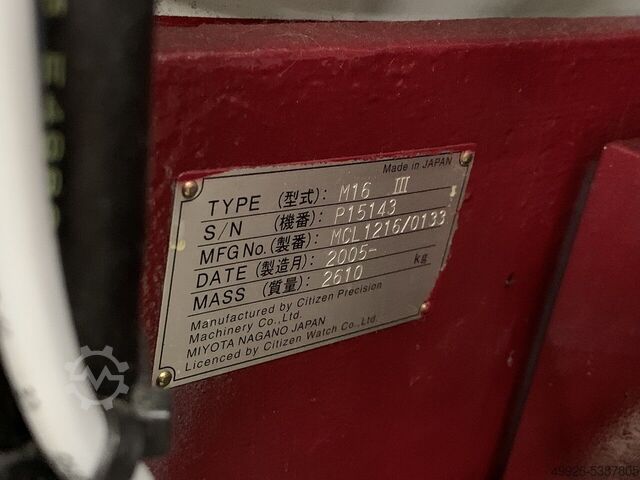 Made in JAPAN
TYPE (型式): M16 III
S/N (機番): P15143
MFG No. (製番): MCL1216/0133
DATE (製造月): 2005-
MASS (質量): 2610 kg
Manufactured by Citizen Precision
Machinery Co., Ltd.
MIYOTA NAGANO JAPAN
Licenced by Citizen Watch Co., Ltd.
49926-5387805